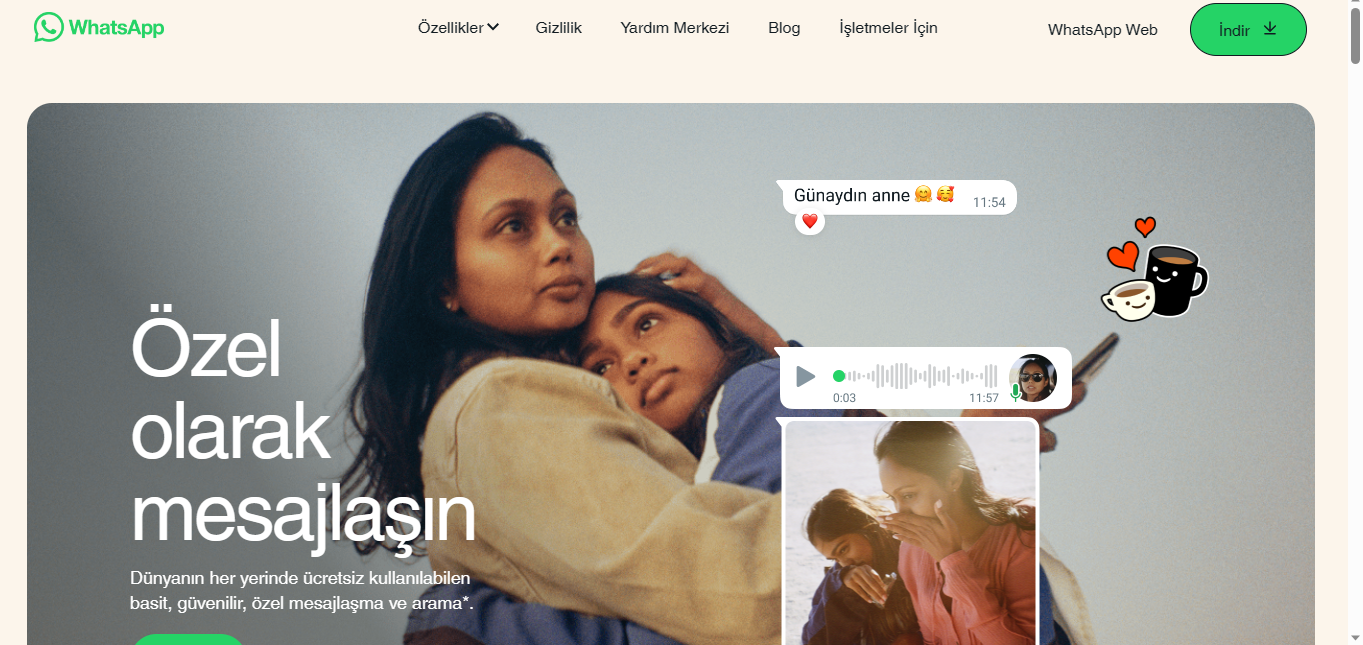 WhatsApp
Özellikler
Gizlilik
Yardım Merkezi
Blog
İşletmeler İçin
WhatsApp Web
İndir
Günaydın anne 🤗 🥰
11:54
0:03
11:57
Özel
olarak
mesajlaşın
Dünyanın her yerinde ücretsiz kullanılabilen
basit, güvenilir, özel mesajlaşma ve arama*.